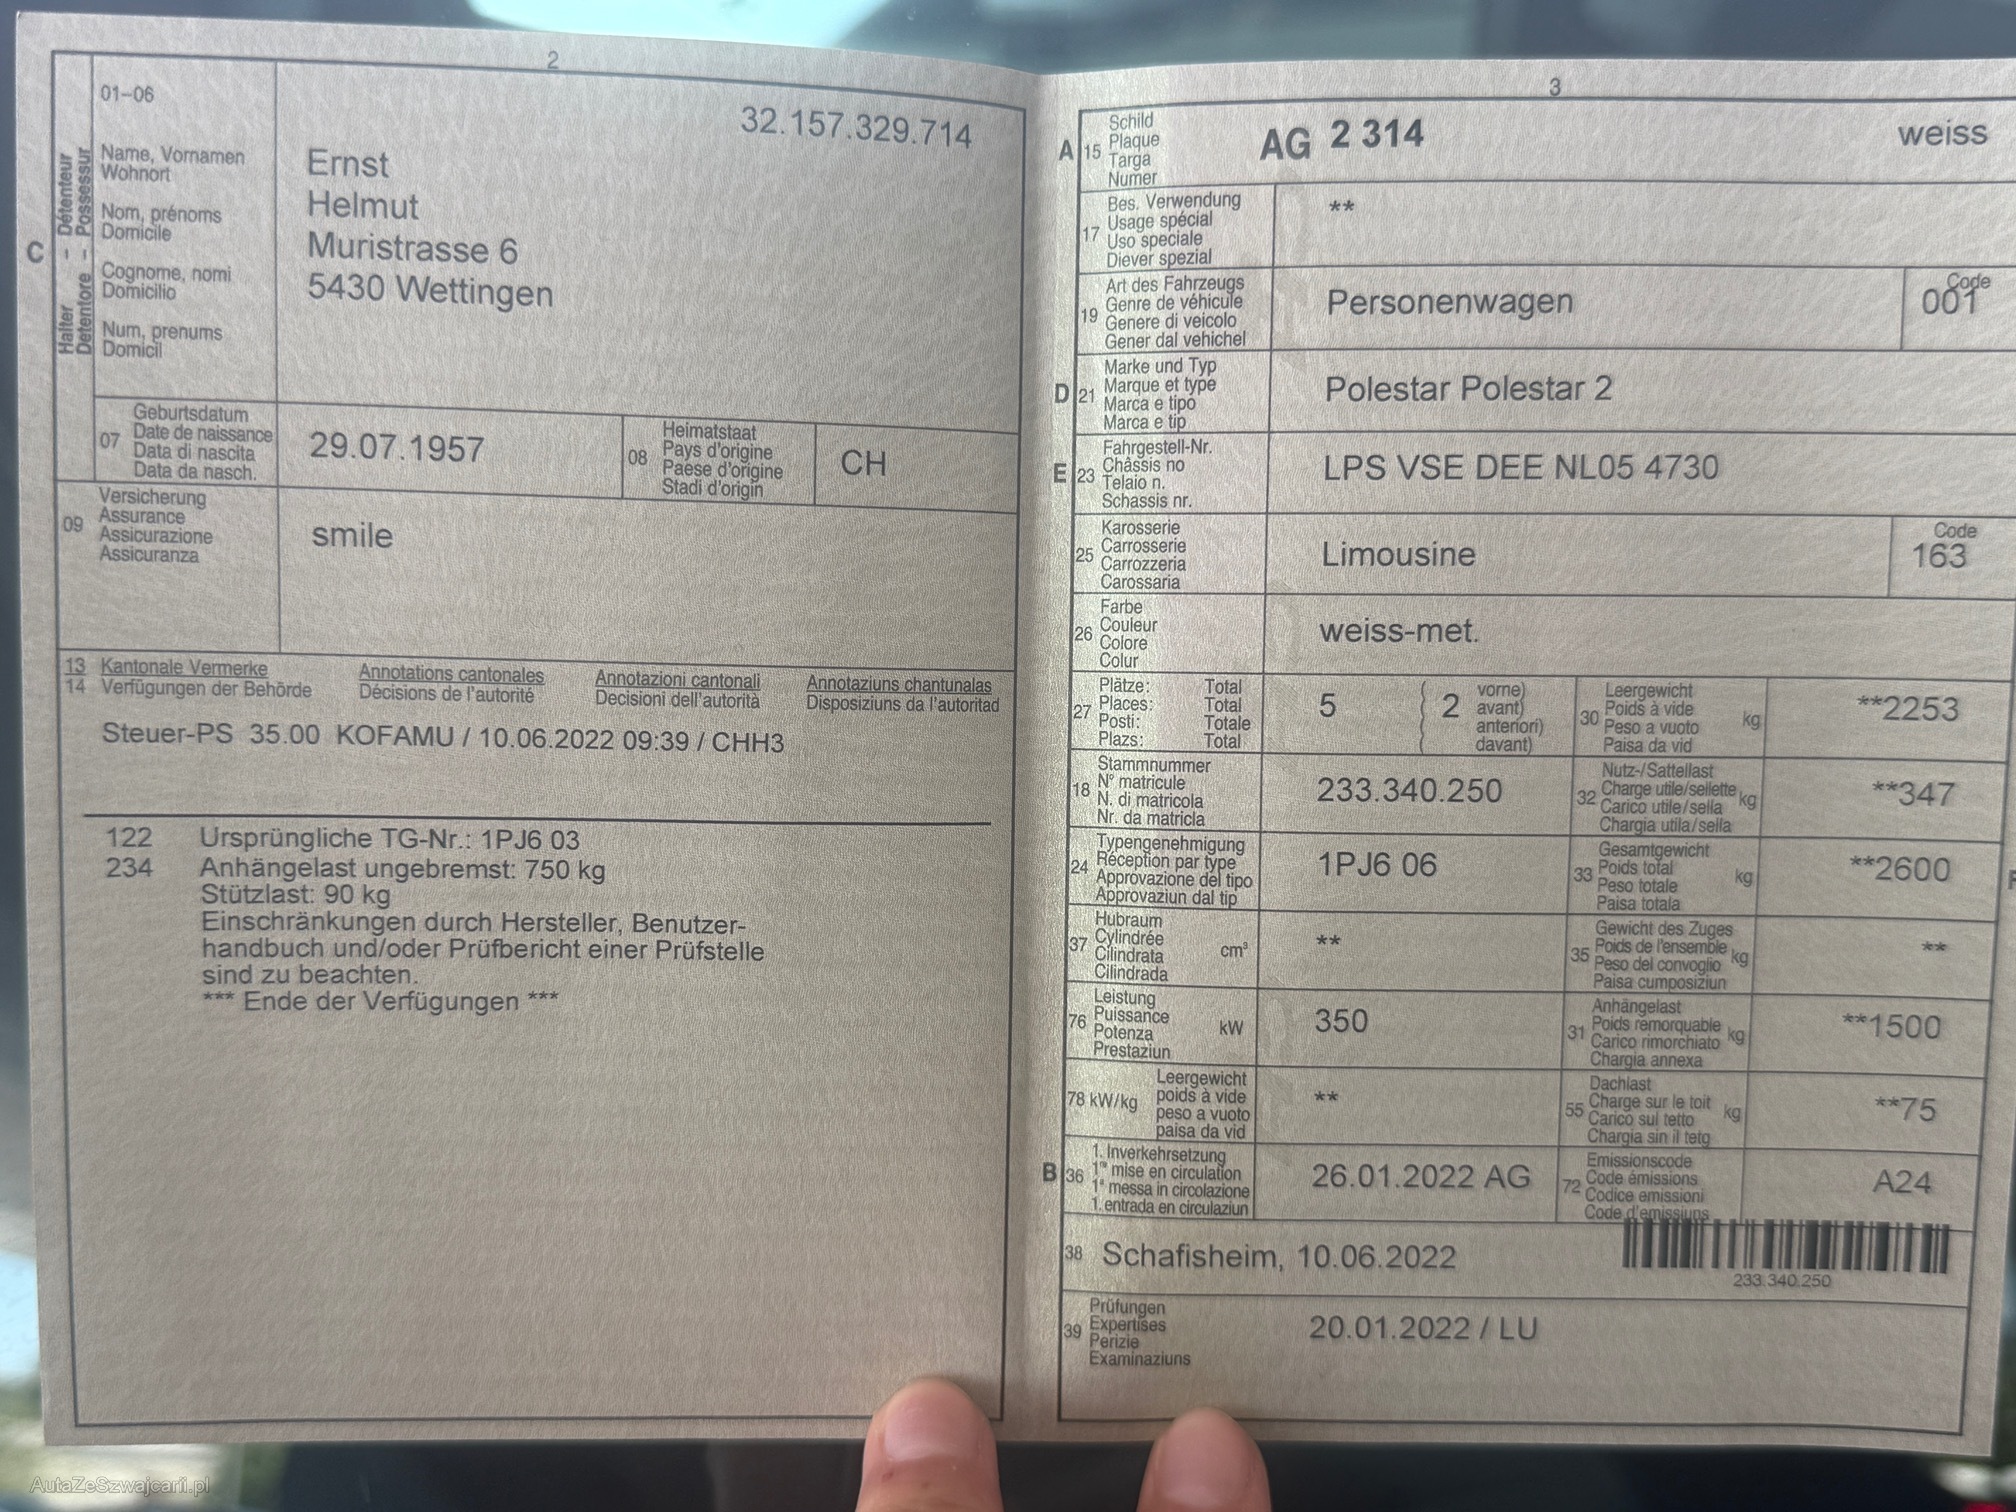 2
01–06
32.157.329.714
C
Halter – Détenteur
Detentore – Possessur
Name, Vornamen
Wohnort
Nom, prénoms
Domicile
Cognome, nomi
Domicilio
Num, prenums
Domicil
Ernst
Helmut
Muristrasse 6
5430 Wettingen
07
Geburtsdatum
Date de naissance
Data di nascita
Data da nasch.
29.07.1957
08
Heimatstaat
Pays d'origine
Paese d'origine
Stadi d'origin
CH
09
Versicherung
Assurance
Assicurazione
Assicuranza
smile
13 Kantonale Vermerke Annotations cantonales Annotazioni cantonali Annotaziuns chantunalas
14 Verfügungen der Behörde Décisions de l'autorité Decisioni dell'autorità Disposiziuns da l'autoritad
Steuer-PS 35.00 KOFAMU / 10.06.2022 09:39 / CHH3
122 Ursprüngliche TG-Nr.: 1PJ6 03
234 Anhängelast ungebremst: 750 kg
Stützlast: 90 kg
Einschränkungen durch Hersteller, Benutzer-
handbuch und/oder Prüfbericht einer Prüfstelle
sind zu beachten.
*** Ende der Verfügungen ***
3
A 15
Schild
Plaque
Targa
Numer
AG 2 314 weiss
17
Bes. Verwendung
Usage spécial
Uso speciale
Diever spezial
**
19
Art des Fahrzeugs
Genre de véhicule
Genere di veicolo
Gener dal vehichel
Personenwagen
Code
001
D 21
Marke und Typ
Marque et type
Marca e tipo
Marca e tip
Polestar Polestar 2
E 23
Fahrgestell-Nr.
Châssis no
Telaio n.
Schassis nr.
LPS VSE DEE NL05 4730
25
Karosserie
Carrosserie
Carrozzeria
Carossaria
Limousine
Code
163
26
Farbe
Couleur
Colore
Colur
weiss-met.
27
Plätze: Total
Places: Total
Posti: Totale
Plazs: Total
5
2
vorne)
avant)
anteriori)
davant)
30
Leergewicht
Poids à vide
Peso a vuoto
Paisa da vid
kg
**2253
18
Stammnummer
N° matricule
N. di matricola
Nr. da matricla
233.340.250
32
Nutz-/Sattellast
Charge utile/sellette
Carico utile/sella
Chargia utila/sella
kg
**347
24
Typengenehmigung
Réception par type
Approvazione del tipo
Approvaziun dal tip
1PJ6 06
33
Gesamtgewicht
Poids total
Peso totale
Paisa totala
kg
**2600
37
Hubraum
Cylindrée
Cilindrata
Cilindrada
cm³
**
35
Gewicht des Zuges
Poids de l'ensemble
Peso del convoglio
Paisa cumposiziun
kg
**
76
Leistung
Puissance
Potenza
Prestaziun
kW
350
31
Anhängelast
Poids remorquable
Carico rimorchiato
Chargia annexa
kg
**1500
78 kW/kg
Leergewicht
poids à vide
peso a vuoto
paisa da vid
**
55
Dachlast
Charge sur le toit
Carico sul tetto
Chargia sin il tetg
kg
**75
B 36
1. Inverkehrsetzung
1re mise en circulation
1a messa in circolazione
1. entrada en circulaziun
26.01.2022 AG
72
Emissionscode
Code émissions
Codice emissioni
Code d'emissiuns
A24
38 Schafisheim, 10.06.2022
233.340.250
39
Prüfungen
Expertises
Perizie
Examinaziuns
20.01.2022 / LU
AutaZeSzwajcarii.pl